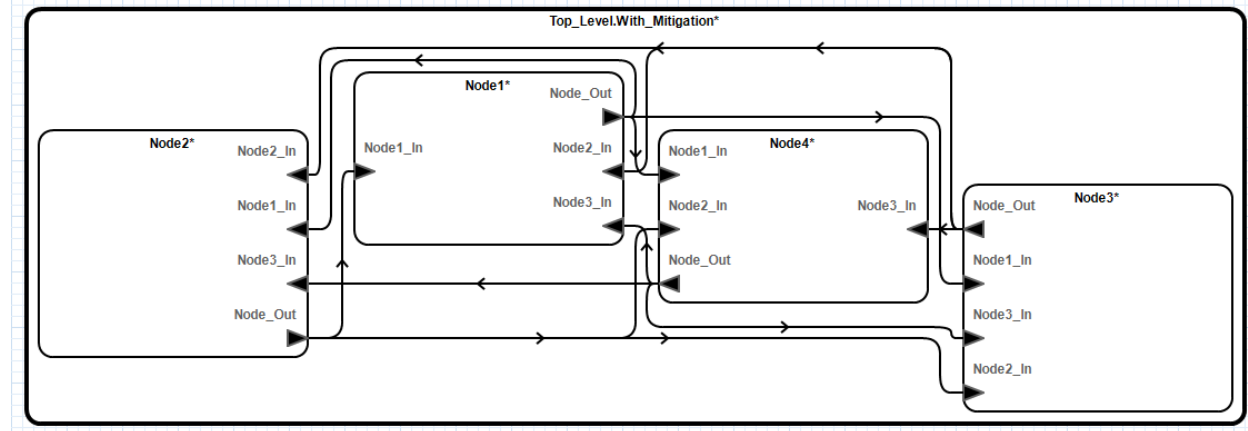 Top_Level.With_Mitigation*
Node2*
Node2_In
Node1_In
Node3_In
Node_Out
Node1*
Node_Out
Node1_In
Node2_In
Node3_In
Node4*
Node1_In
Node2_In
Node3_In
Node_Out
Node3*
Node_Out
Node1_In
Node3_In
Node2_In